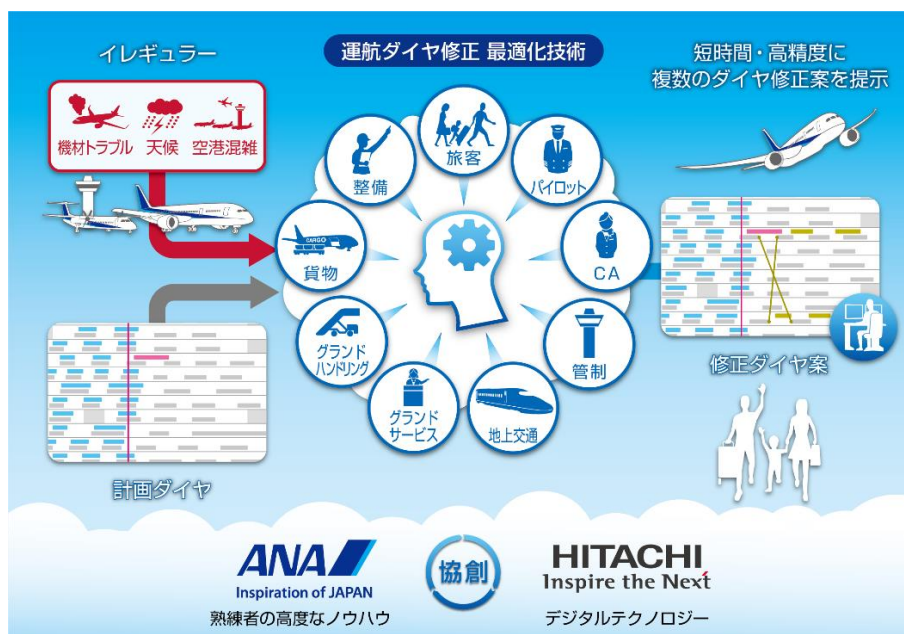 イレギュラー
機材トラブル 天候 空港混雑
運航ダイヤ修正 最適化技術
短時間・高精度に
複数のダイヤ修正案を提示
旅客
整備
パイロット
CARGO
貨物
CA
グランド
ハンドリング
管制
グランド
サービス
地上交通
計画ダイヤ
修正ダイヤ案
ANA
Inspiration of JAPAN
熟練者の高度なノウハウ
協創
HITACHI
Inspire the Next
デジタルテクノロジー